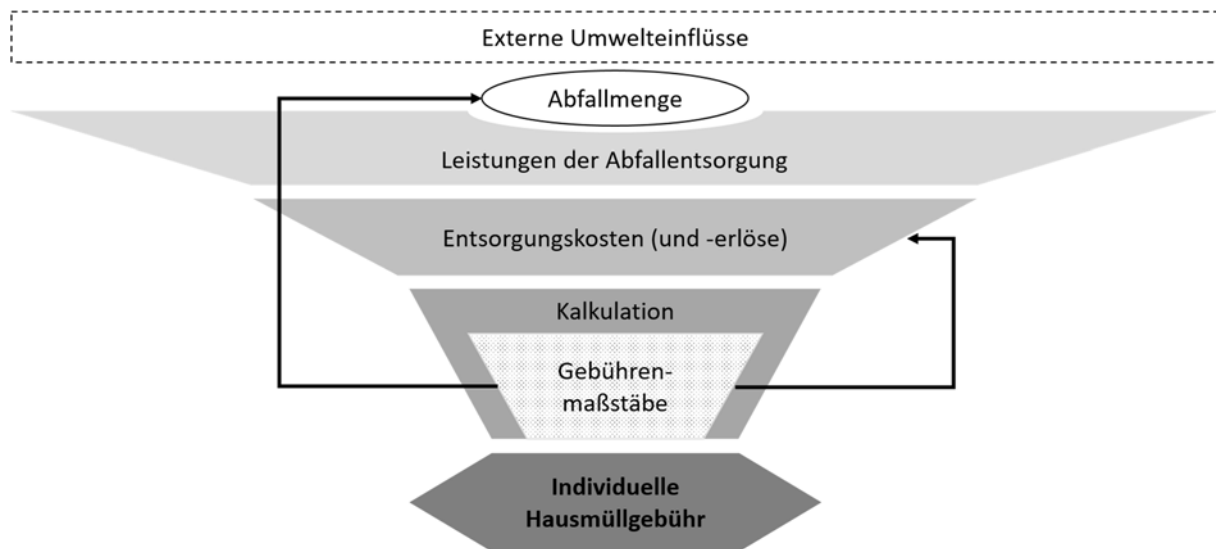 Externe Umwelteinflüsse
Abfallmenge
Leistungen der Abfallentsorgung
Entsorgungskosten (und -erlöse)
Kalkulation
Gebühren-
maßstäbe
Individuelle
Hausmüllgebühr